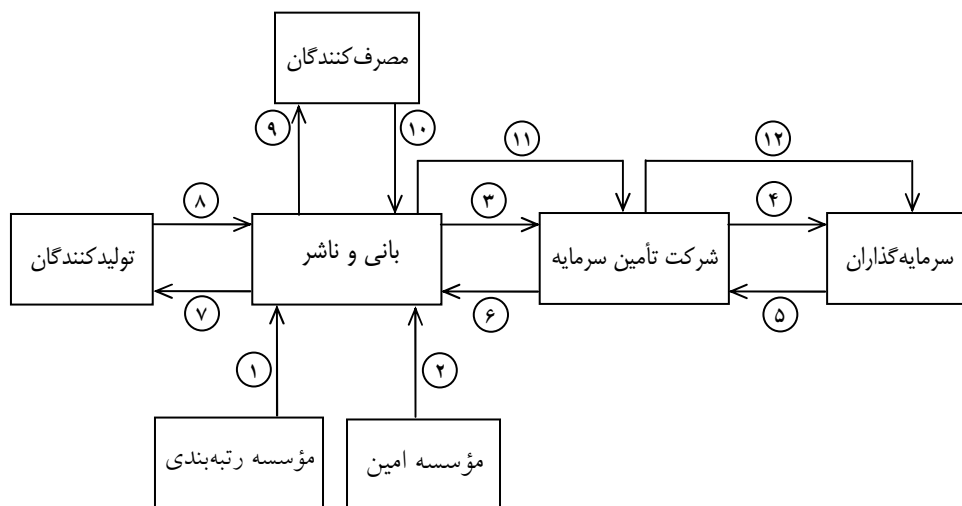 مصرف‌کنندگان
۹
۱۰
۱۱
۱۲
۸
۳
۴
تولیدکنندگان
بانی و ناشر
شرکت تأمین سرمایه
سرمایه‌گذاران
۷
۶
۵
۱
۲
مؤسسه رتبه‌بندی
مؤسسه امین